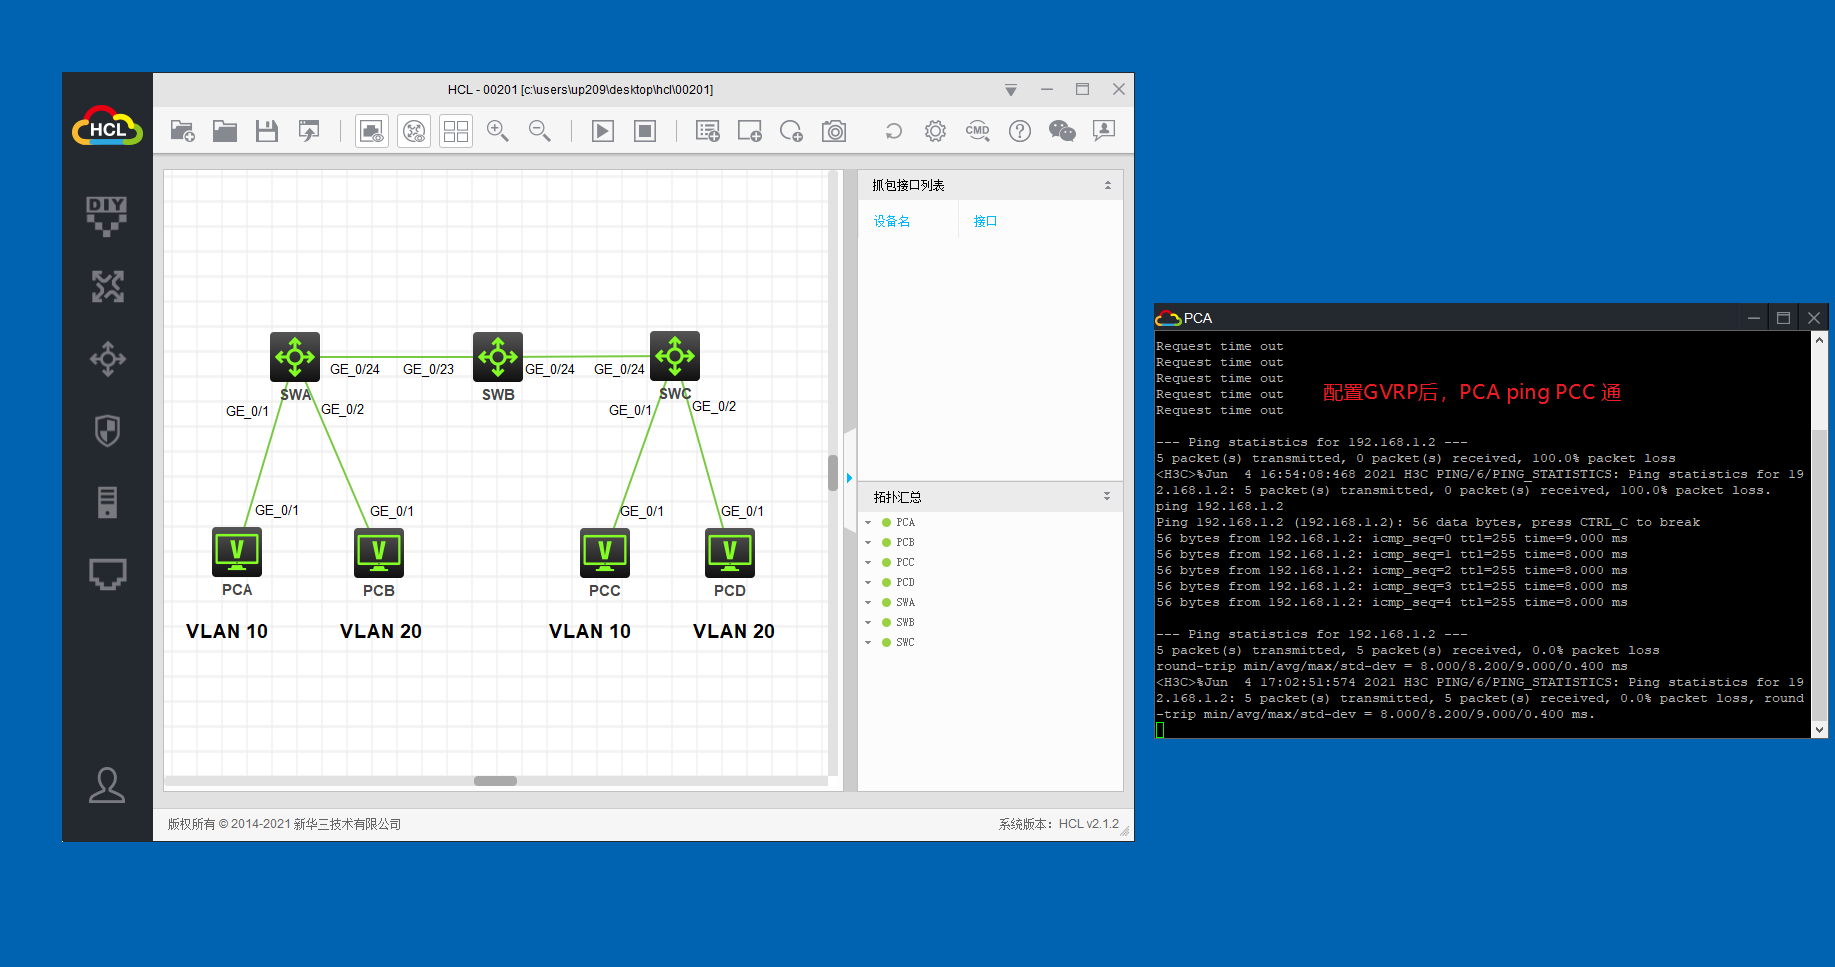 HCL - 00201 [c:\users\up209\desktop\hcl\00201]
HCL
DIY
CMD
抓包接口列表
设备名 接口
GE_0/24 GE_0/23 GE_0/24 GE_0/24
SWA SWB SWC
GE_0/1 GE_0/2 GE_0/1 GE_0/2
GE_0/1 GE_0/1 GE_0/1 GE_0/1
V V V V
PCA PCB PCC PCD
VLAN 10 VLAN 20 VLAN 10 VLAN 20
拓扑汇总
PCA
PCB
PCC
PCD
SWA
SWB
SWC
版权所有 © 2014-2021 新华三技术有限公司
系统版本：HCL v2.1.2
PCA
Request time out
Request time out
Request time out
Request time out
Request time out
配置GVRP后，PCA ping PCC 通
--- Ping statistics for 192.168.1.2 ---
5 packet(s) transmitted, 0 packet(s) received, 100.0% packet loss
<H3C>%Jun  4 16:54:08:468 2021 H3C PING/6/PING_STATISTICS: Ping statistics for 19
2.168.1.2: 5 packet(s) transmitted, 0 packet(s) received, 100.0% packet loss.
ping 192.168.1.2
Ping 192.168.1.2 (192.168.1.2): 56 data bytes, press CTRL_C to break
56 bytes from 192.168.1.2: icmp_seq=0 ttl=255 time=9.000 ms
56 bytes from 192.168.1.2: icmp_seq=1 ttl=255 time=8.000 ms
56 bytes from 192.168.1.2: icmp_seq=2 ttl=255 time=8.000 ms
56 bytes from 192.168.1.2: icmp_seq=3 ttl=255 time=8.000 ms
56 bytes from 192.168.1.2: icmp_seq=4 ttl=255 time=8.000 ms
--- Ping statistics for 192.168.1.2 ---
5 packet(s) transmitted, 5 packet(s) received, 0.0% packet loss
round-trip min/avg/max/std-dev = 8.000/8.200/9.000/0.400 ms
<H3C>%Jun  4 17:02:51:574 2021 H3C PING/6/PING_STATISTICS: Ping statistics for 19
2.168.1.2: 5 packet(s) transmitted, 5 packet(s) received, 0.0% packet loss, round
-trip min/avg/max/std-dev = 8.000/8.200/9.000/0.400 ms.